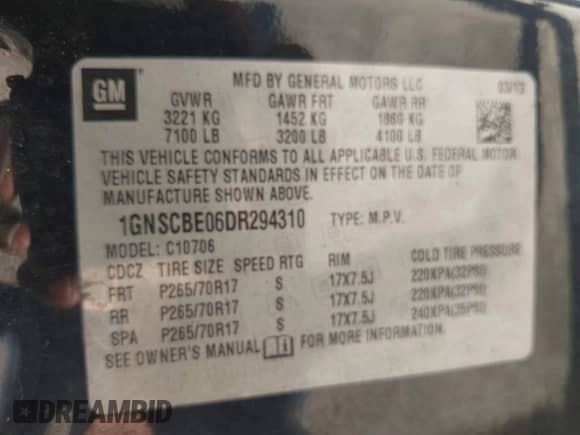 GM
MFD BY GENERAL MOTORS LLC 03/13
GVWR GAWR FRT GAWR RR
3221 KG 1452 KG 1860 KG
7100 LB 3200 LB 4100 LB
THIS VEHICLE CONFORMS TO ALL APPLICABLE U.S. FEDERAL MOTOR
VEHICLE SAFETY STANDARDS IN EFFECT ON THE DATE OF
MANUFACTURE SHOWN ABOVE.
1GNSCBE06DR294310 TYPE: M.P.V.
MODEL: C10706
CDCZ TIRE SIZE SPEED RTG RIM COLD TIRE PRESSURE
FRT P265/70R17 S 17X7.5J 220KPA(32PSI)
RR P265/70R17 S 17X7.5J 220KPA(32PSI)
SPA P265/70R17 S 17X7.5J 240KPA(35PSI)
SEE OWNER'S MANUAL FOR MORE INFORMATION.
DREAMBID